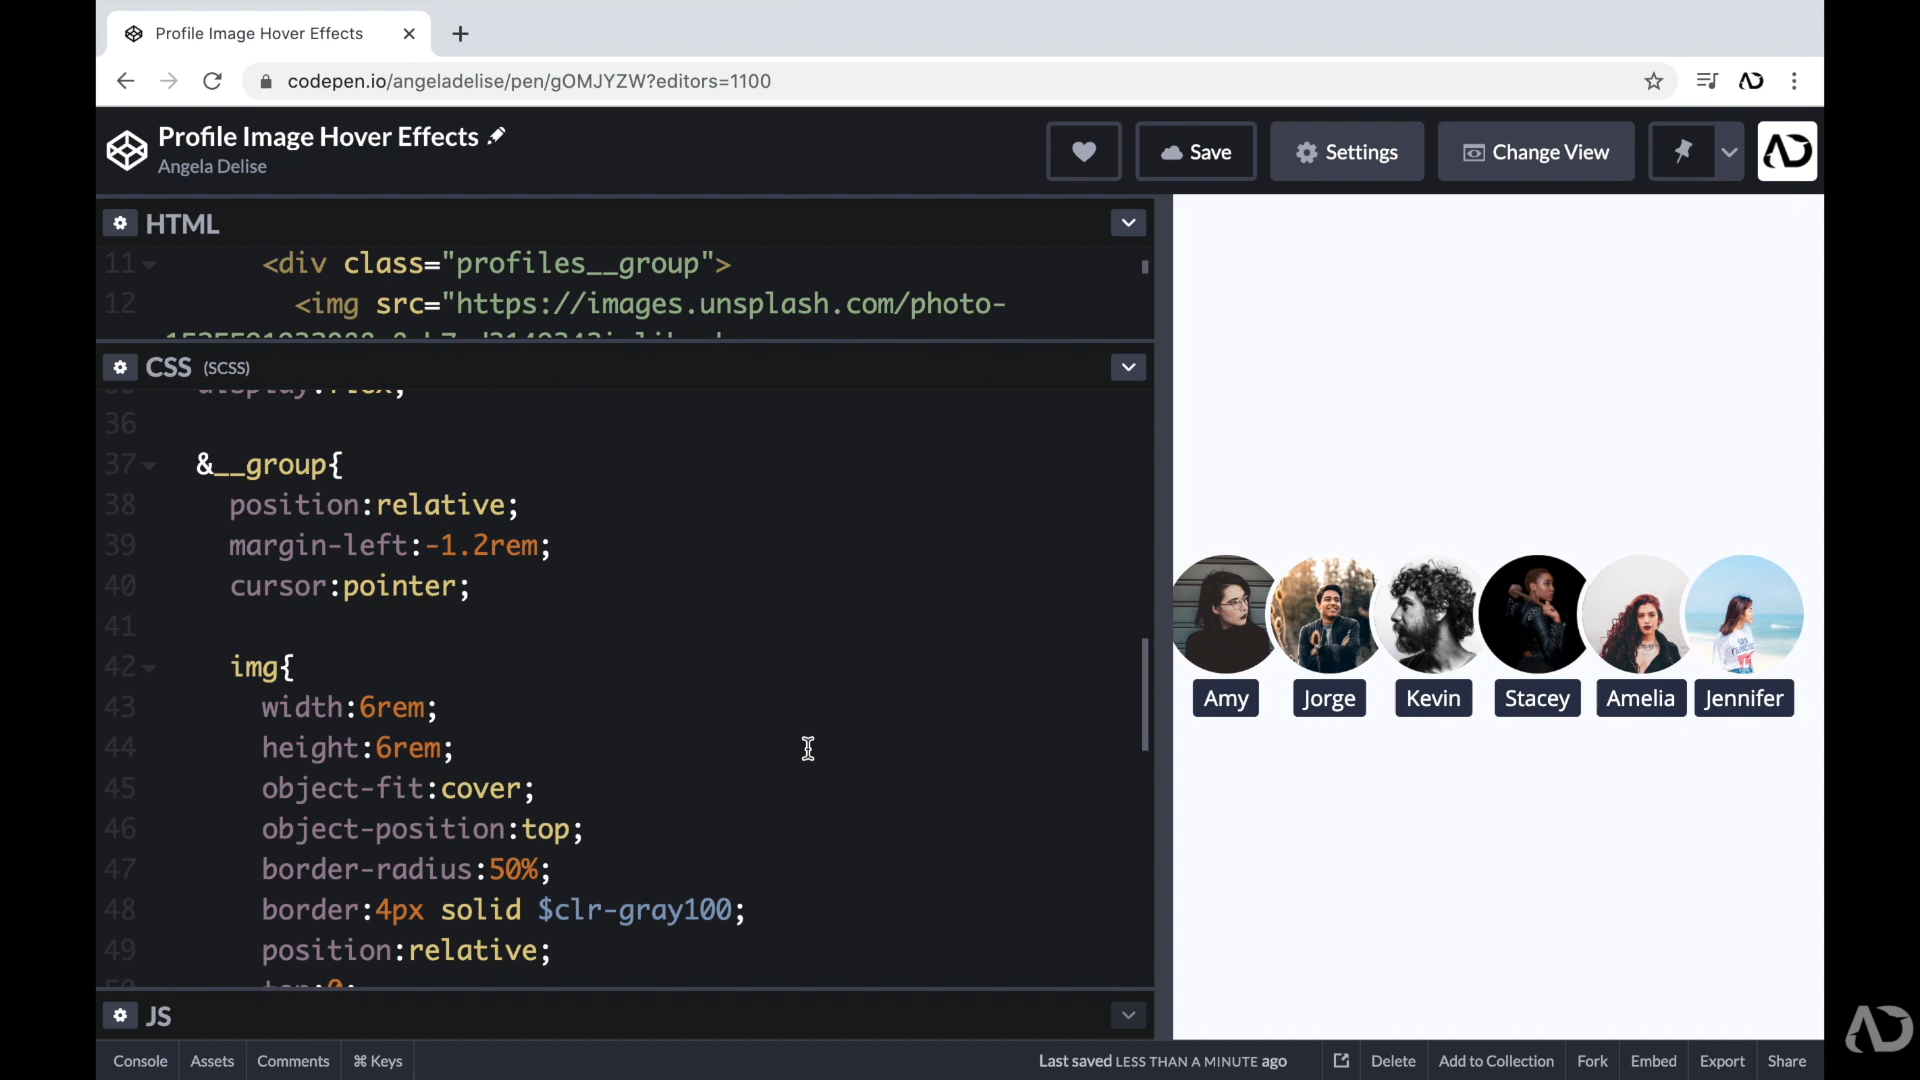 Profile Image Hover Effects
codepen.io/angeladelise/pen/gOMJYZW?editors=1100
Profile Image Hover Effects
Angela Delise
Save
Settings
Change View
HTML
11 <div class="profiles__group">
12 <img src="https://images.unsplash.com/photo-
CSS (SCSS)
36
37 &__group{
38 position:relative;
39 margin-left:-1.2rem;
40 cursor:pointer;
41
42 img{
43 width:6rem;
44 height:6rem;
45 object-fit:cover;
46 object-position:top;
47 border-radius:50%;
48 border:4px solid $clr-gray100;
49 position:relative;
50 top:0;
Amy Jorge Kevin Stacey Amelia Jennifer
JS
Console Assets Comments ⌘ Keys Last saved LESS THAN A MINUTE ago Delete Add to Collection Fork Embed Export Share